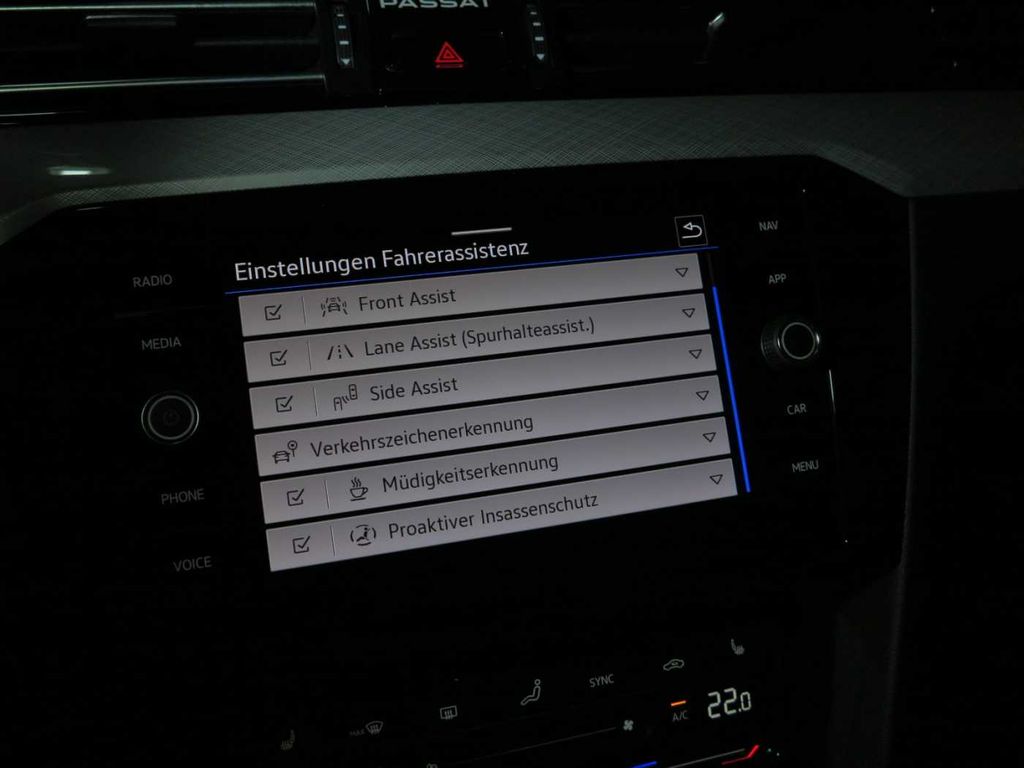 PASSAT
Einstellungen Fahrerassistenz
Front Assist
Lane Assist (Spurhalteassist.)
Side Assist
Verkehrszeichenerkennung
Müdigkeitserkennung
Proaktiver Insassenschutz
RADIO
MEDIA
PHONE
VOICE
NAV
APP
CAR
MENU
MAX
SYNC
A/C
22.0